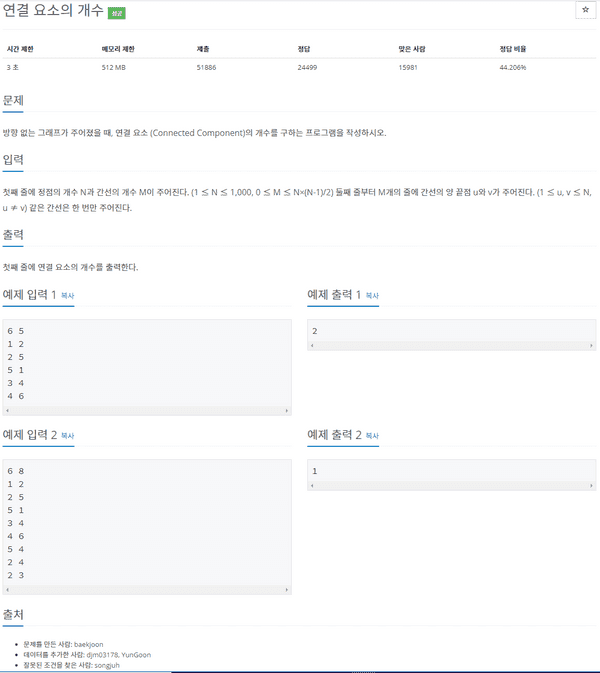 연결 요소의 개수 성공
☆
시간 제한 메모리 제한 제출 정답 맞은 사람 정답 비율
3 초 512 MB 51886 24499 15981 44.206%
문제
방향 없는 그래프가 주어졌을 때, 연결 요소 (Connected Component)의 개수를 구하는 프로그램을 작성하시오.
입력
첫째 줄에 정점의 개수 N과 간선의 개수 M이 주어진다. (1 ≤ N ≤ 1,000, 0 ≤ M ≤ N×(N-1)/2) 둘째 줄부터 M개의 줄에 간선의 양 끝점 u와 v가 주어진다. (1 ≤ u, v ≤ N,
u ≠ v) 같은 간선은 한 번만 주어진다.
출력
첫째 줄에 연결 요소의 개수를 출력한다.
예제 입력 1 복사
6 5
1 2
2 5
5 1
3 4
4 6
예제 출력 1 복사
2
예제 입력 2 복사
6 8
1 2
2 5
5 1
3 4
4 6
5 4
2 4
2 3
예제 출력 2 복사
1
출처
문제를 만든 사람: baekjoon
데이터를 추가한 사람: djm03178, YunGoon
잘못된 조건을 찾은 사람: songjuh